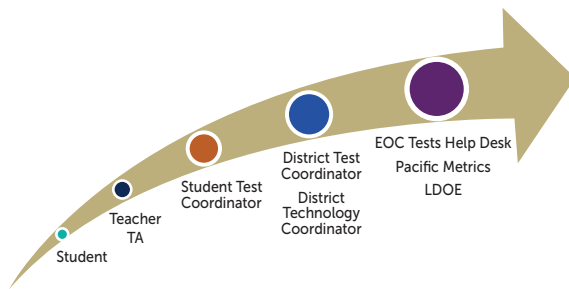 Student
Teacher
TA
Student Test
Coordinator
District Test
Coordinator
District
Technology
Coordinator
EOC Tests Help Desk
Pacific Metrics
LDOE